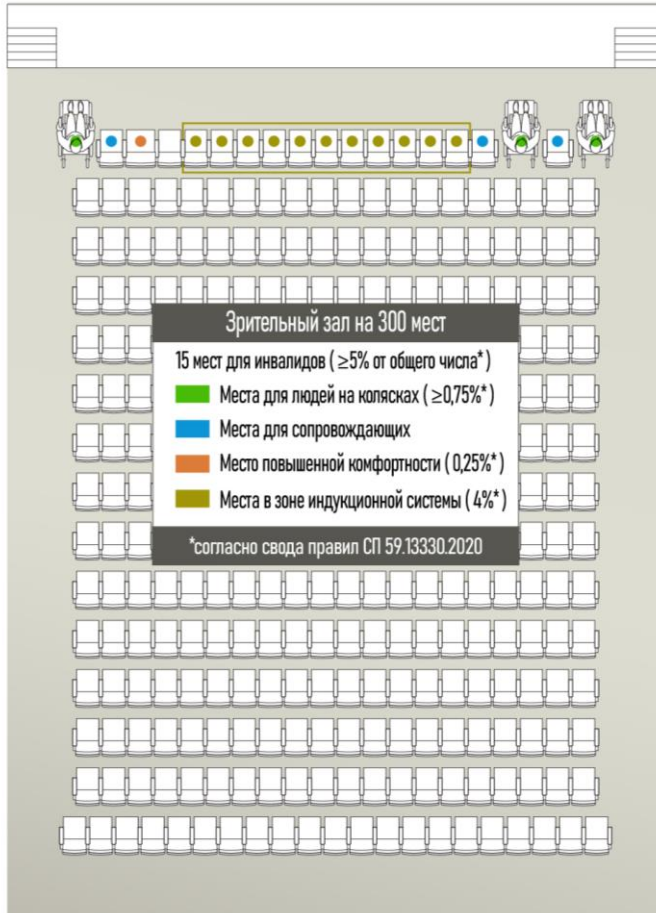 Зрительный зал на 300 мест
15 мест для инвалидов ( ≥5% от общего числа*)
Места для людей на колясках ( ≥0,75%*)
Места для сопровождающих
Место повышенной комфортности ( 0,25%*)
Места в зоне индукционной системы ( 4%*)
*согласно свода правил СП 59.13330.2020